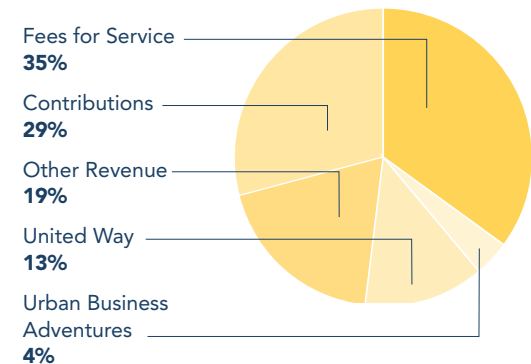 Fees for Service
35%
Contributions
29%
Other Revenue
19%
United Way
13%
Urban Business
Adventures
4%